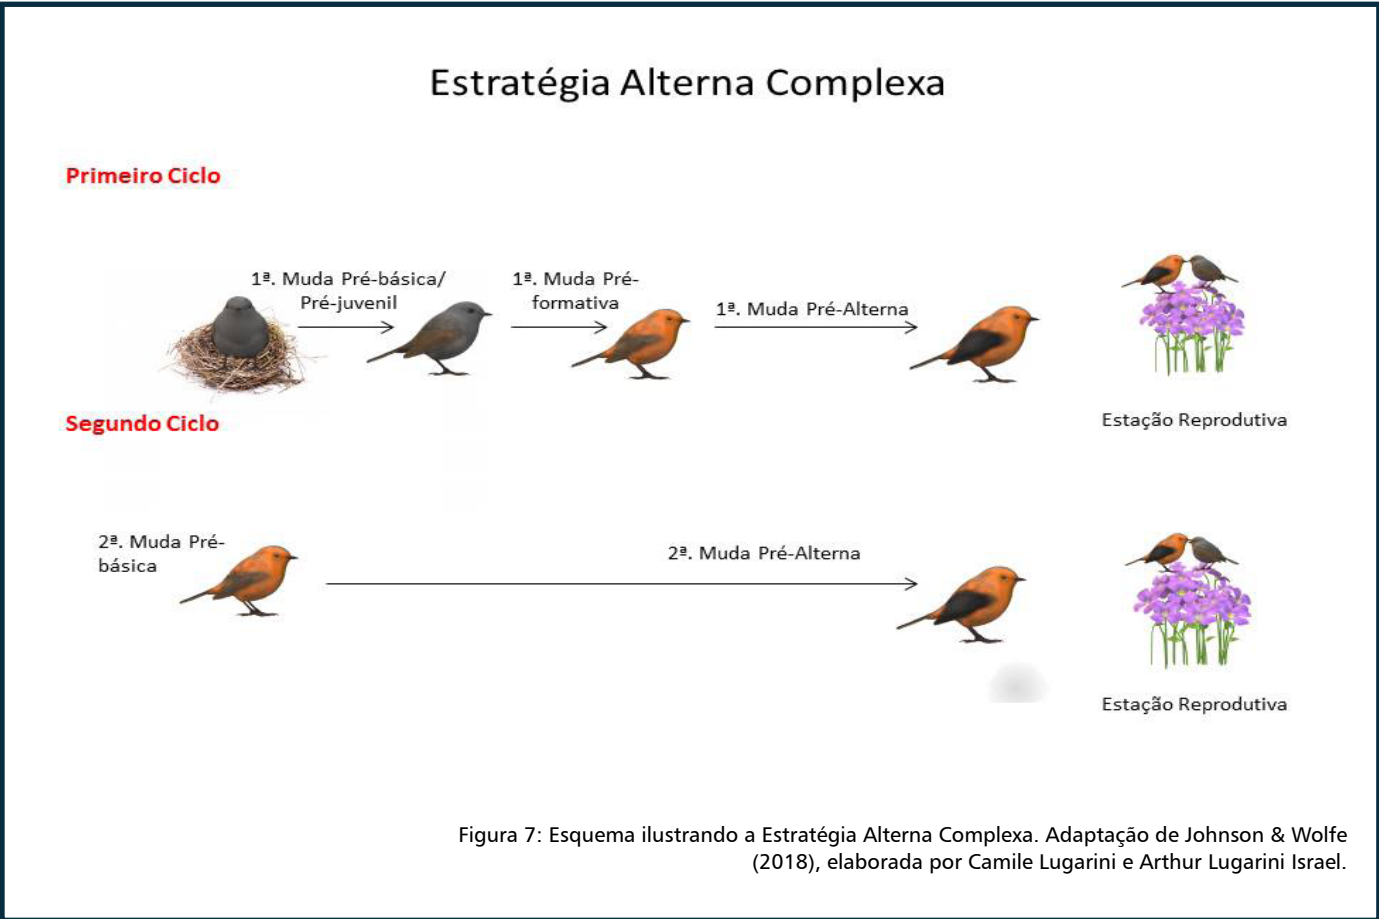 Estratégia Alterna Complexa
Primeiro Ciclo
1ª. Muda Pré-básica/
Pré-juvenil
1ª. Muda Pré-
formativa
1ª. Muda Pré-Alterna
Estação Reprodutiva
Segundo Ciclo
2ª. Muda Pré-
básica
2ª. Muda Pré-Alterna
Estação Reprodutiva
Figura 7: Esquema ilustrando a Estratégia Alterna Complexa. Adaptação de Johnson & Wolfe
(2018), elaborada por Camile Lugarini e Arthur Lugarini Israel.